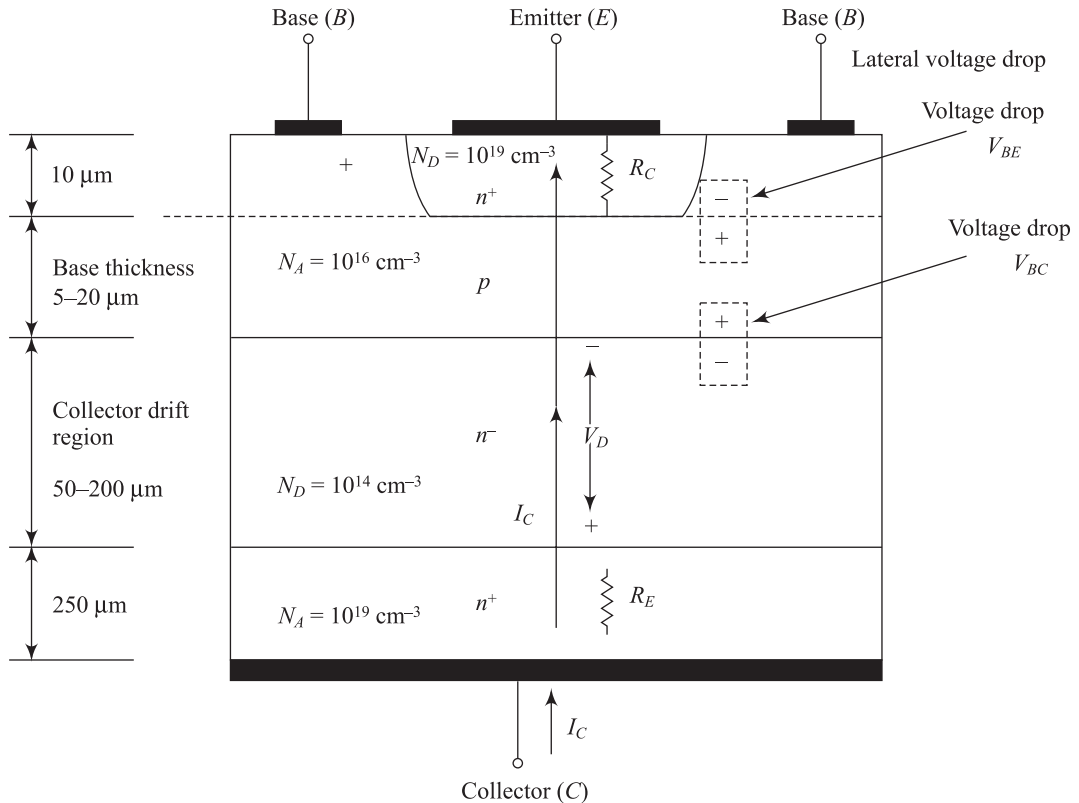 Base (B)
Emitter (E)
Base (B)
Lateral voltage drop
Voltage drop
V_BE
10 μm
+
N_D = 10^19 cm^–3
n^+
R_C
–
+
Voltage drop
V_BC
Base thickness
5–20 μm
N_A = 10^16 cm^–3
p
+
–
–
Collector drift
region
50–200 μm
n^–
V_D
N_D = 10^14 cm^–3
I_C
+
250 μm
N_A = 10^19 cm^–3
n^+
R_E
I_C
Collector (C)